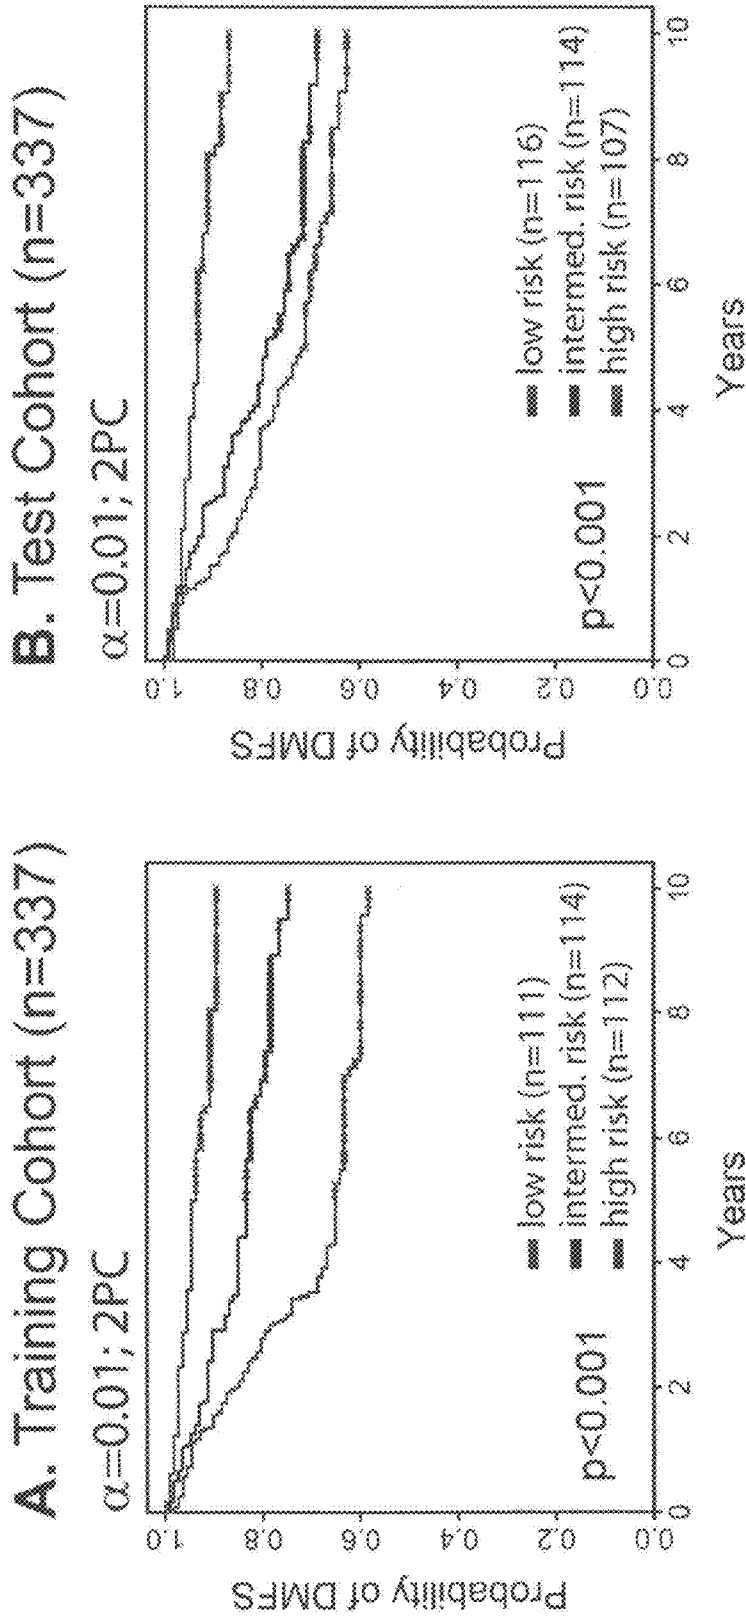 A. Training Cohort (n=337)
α=0.01; 2PC
Probability of DMFS
1.0
0.8
0.6
0.4
0.2
0.0
low risk (n=111)
intermed. risk (n=114)
high risk (n=112)
p<0.001
0 2 4 6 8 10
Years
B. Test Cohort (n=337)
α=0.01; 2PC
Probability of DMFS
1.0
0.8
0.6
0.4
0.2
0.0
low risk (n=116)
intermed. risk (n=114)
high risk (n=107)
p<0.001
0 2 4 6 8 10
Years